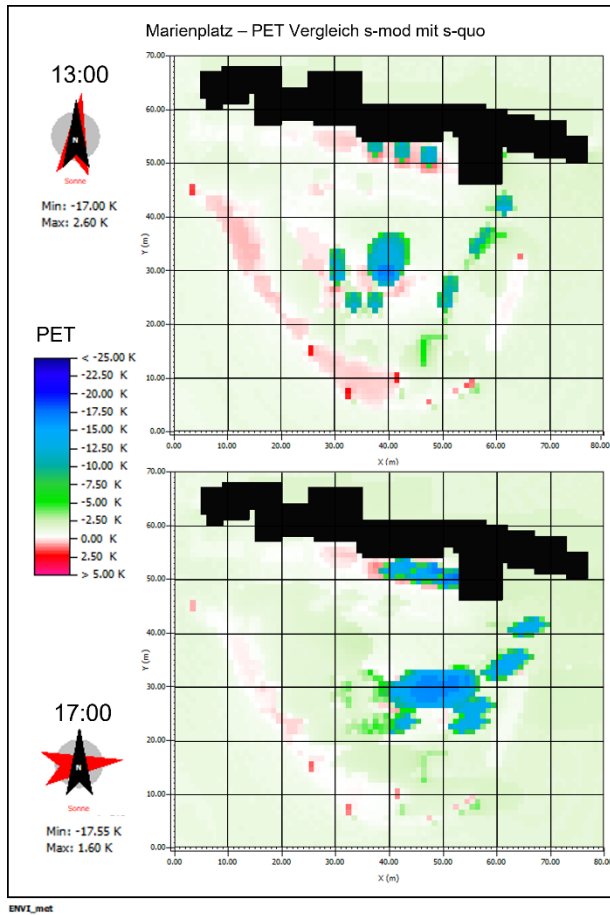 Marienplatz – PET Vergleich s-mod mit s-quo
13:00
N
Sonne
Min: -17.00 K
Max: 2.60 K
70.00
60.00
50.00
40.00
30.00
20.00
10.00
0.00
Y (m)
0.00 10.00 20.00 30.00 40.00 50.00 60.00 70.00 80.00
X (m)
PET
< -25.00 K
-22.50 K
-20.00 K
-17.50 K
-15.00 K
-12.50 K
-10.00 K
-7.50 K
-5.00 K
-2.50 K
0.00 K
2.50 K
> 5.00 K
70.00
60.00
50.00
40.00
30.00
20.00
10.00
0.00
Y (m)
0.00 10.00 20.00 30.00 40.00 50.00 60.00 70.00 80.00
X (m)
17:00
N
Sonne
Min: -17.55 K
Max: 1.60 K
ENVI_met